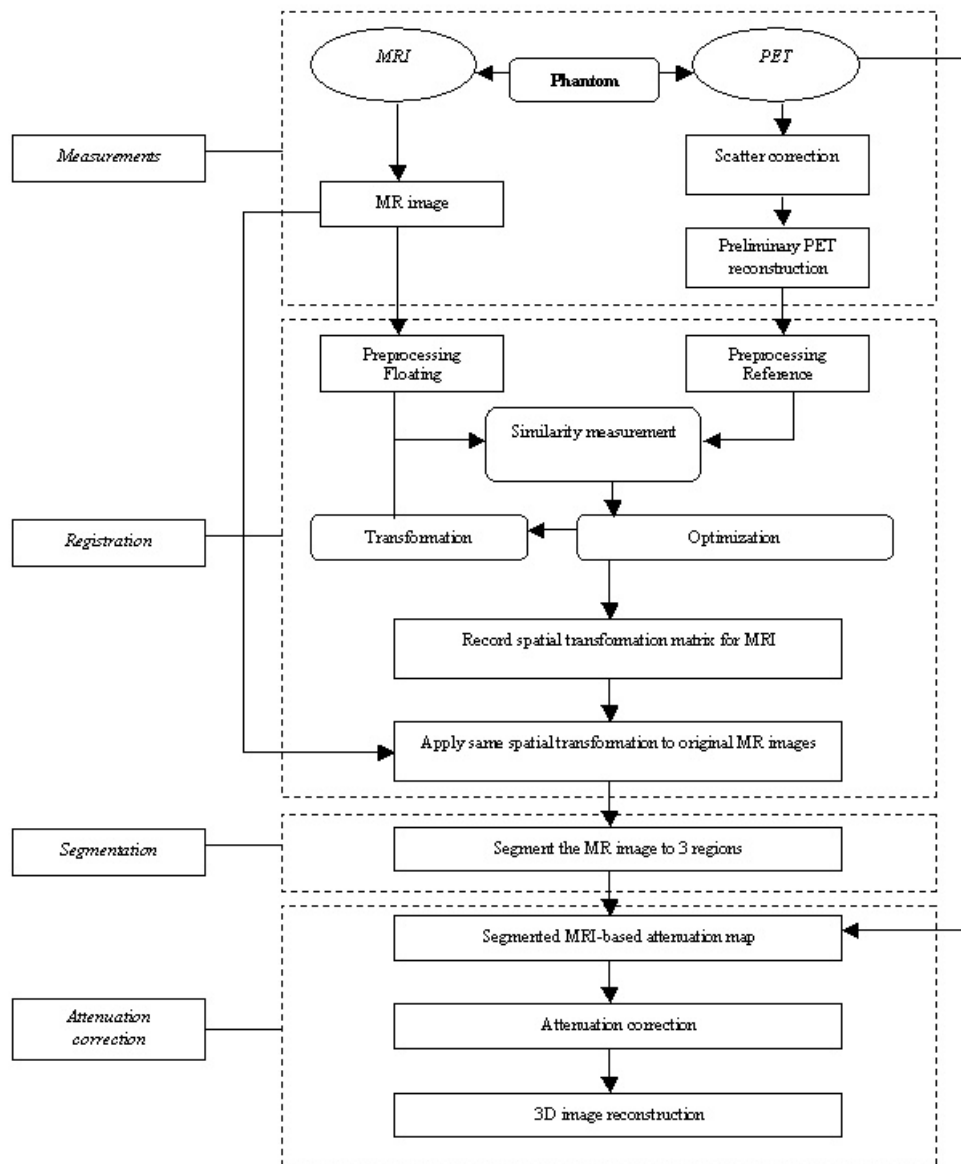 MRI
Phantom
PET
Measurements
Scatter correction
MR image
Preliminary PET
reconstruction
Preprocessing
Floating
Preprocessing
Reference
Similarity measurement
Registration
Transformation
Optimization
Record spatial transformation matrix for MRI
Apply same spatial transformation to original MR images
Segmentation
Segment the MR image to 3 regions
Segmented MRI-based attenuation map
Attenuation
correction
Attenuation correction
3D image reconstruction